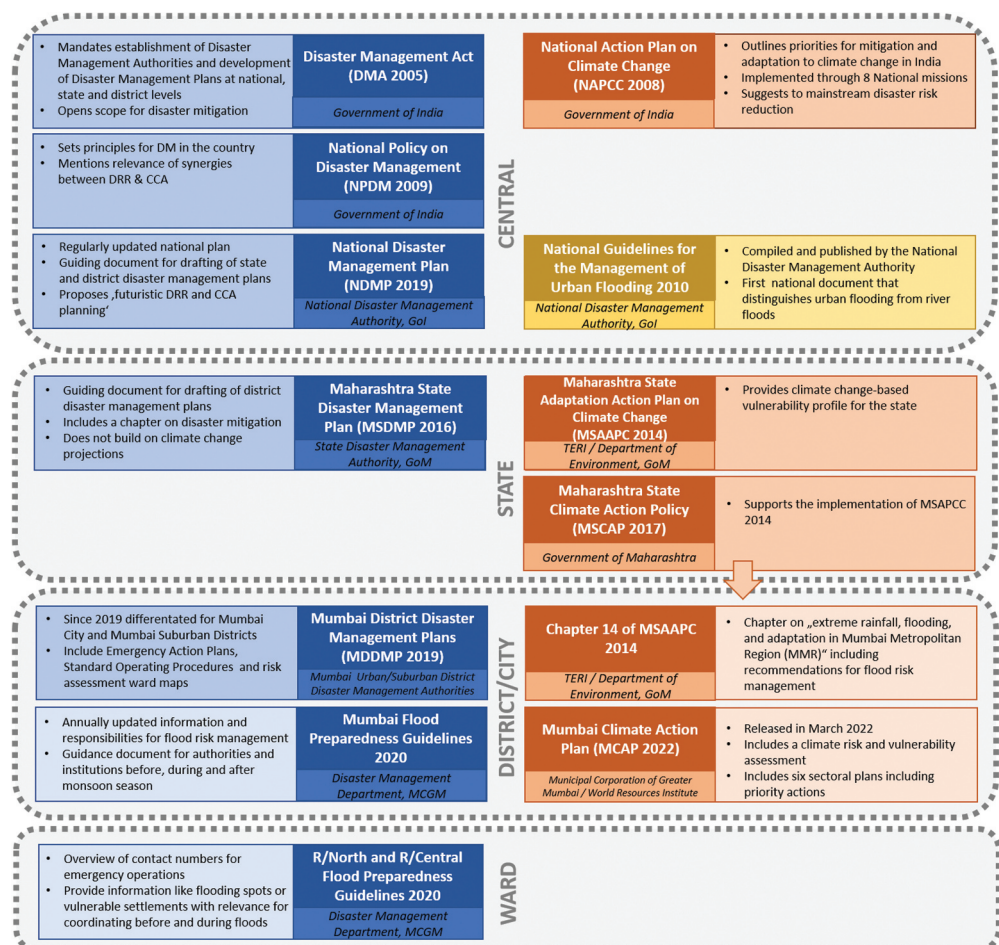 • Mandates establishment of Disaster
Management Authorities and development
of Disaster Management Plans at national,
state and district levels
• Opens scope for disaster mitigation
Disaster Management Act
(DMA 2005)
Government of India
National Action Plan on
Climate Change
(NAPCC 2008)
Government of India
• Outlines priorities for mitigation and
adaptation to climate change in India
• Implemented through 8 National missions
• Suggests to mainstream disaster risk
reduction
• Sets principles for DM in the country
• Mentions relevance of synergies
between DRR & CCA
National Policy on
Disaster Management
(NPDM 2009)
Government of India
CENTRAL
• Regularly updated national plan
• Guiding document for drafting of state
and district disaster management plans
• Proposes ‚futuristic DRR and CCA
planning‘
National Disaster
Management Plan
(NDMP 2019)
National Disaster Management
Authority, GoI
National Guidelines for
the Management of
Urban Flooding 2010
National Disaster Management
Authority, GoI
• Compiled and published by the National
Disaster Management Authority
• First national document that
distinguishes urban flooding from river
floods
• Guiding document for drafting of district
disaster management plans
• Includes a chapter on disaster mitigation
• Does not build on climate change
projections
Maharashtra State
Disaster Management
Plan (MSDMP 2016)
State Disaster Management
Authority, GoM
STATE
Maharashtra State
Adaptation Action Plan on
Climate Change
(MSAAPC 2014)
TERI / Department of
Environment, GoM
• Provides climate change-based
vulnerability profile for the state
Maharashtra State
Climate Action Policy
(MSCAP 2017)
Government of Maharashtra
• Supports the implementation of MSAPCC
2014
• Since 2019 differentated for Mumbai
City and Mumbai Suburban Districts
• Include Emergency Action Plans,
Standard Operating Procedures and risk
assessment ward maps
Mumbai District Disaster
Management Plans
(MDDMP 2019)
Mumbai Urban/Suburban District
Disaster Management Authorities
DISTRICT/CITY
Chapter 14 of MSAAPC
2014
TERI / Department of
Environment, GoM
• Chapter on „extreme rainfall, flooding,
and adaptation in Mumbai Metropolitan
Region (MMR)“ including
recommendations for flood risk
management
• Annually updated information and
responsibilities for flood risk management
• Guidance document for authorities and
institutions before, during and after
monsoon season
Mumbai Flood
Preparedness Guidelines
2020
Disaster Management
Department, MCGM
Mumbai Climate Action
Plan (MCAP 2022)
Municipal Corporation of Greater
Mumbai / World Resources Institute
• Released in March 2022
• Includes a climate risk and vulnerability
assessment
• Includes six sectoral plans including
priority actions
• Overview of contact numbers for
emergency operations
• Provide information like flooding spots or
vulnerable settlements with relevance for
coordinating before and during floods
R/North and R/Central
Flood Preparedness
Guidelines 2020
Disaster Management
Department, MCGM
WARD